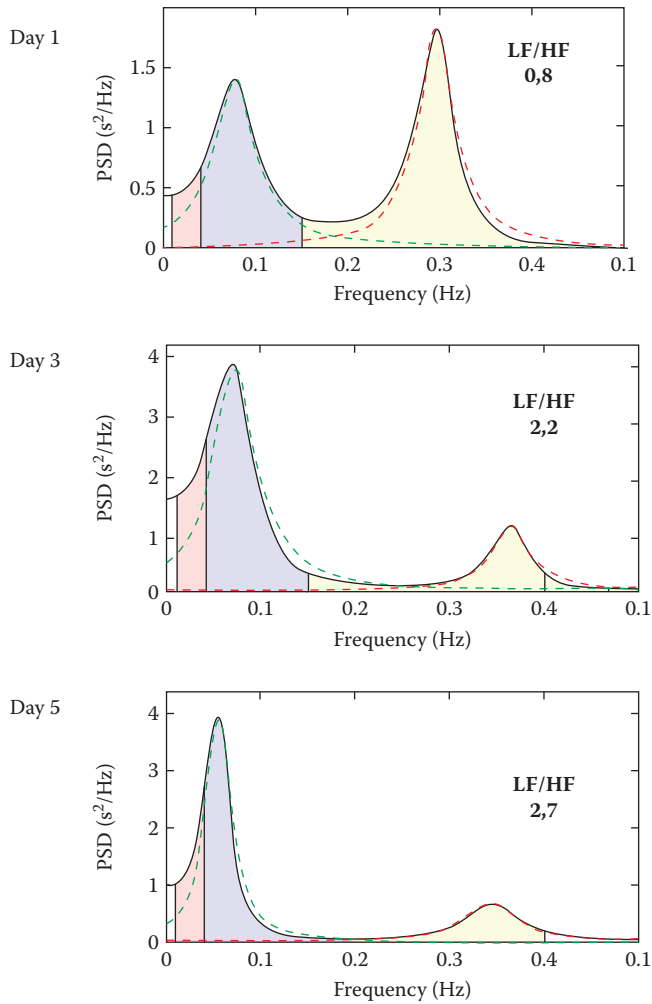 Day 1
PSD (s²/Hz)
1.5
1
0.5
0
LF/HF
0,8
0 0.1 0.2 0.3 0.4 0.1
Frequency (Hz)
Day 3
PSD (s²/Hz)
4
3
2
1
0
LF/HF
2,2
0 0.1 0.2 0.3 0.4 0.1
Frequency (Hz)
Day 5
PSD (s²/Hz)
4
3
2
1
0
LF/HF
2,7
0 0.1 0.2 0.3 0.4 0.1
Frequency (Hz)